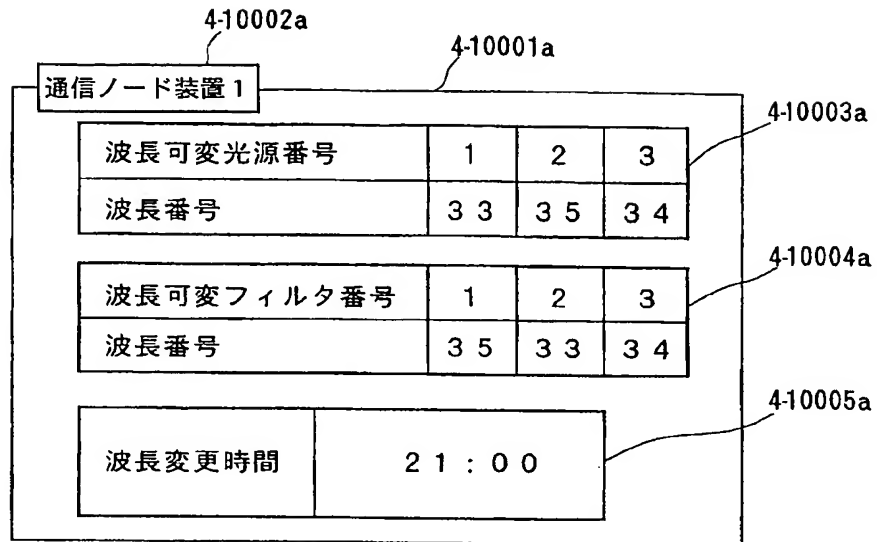 4-10002a
4-10001a
通信ノード装置1
4-10003a
波長可変光源番号 1 2 3
波長番号 33 35 34
4-10004a
波長可変フィルタ番号 1 2 3
波長番号 35 33 34
4-10005a
波長変更時間 21:00